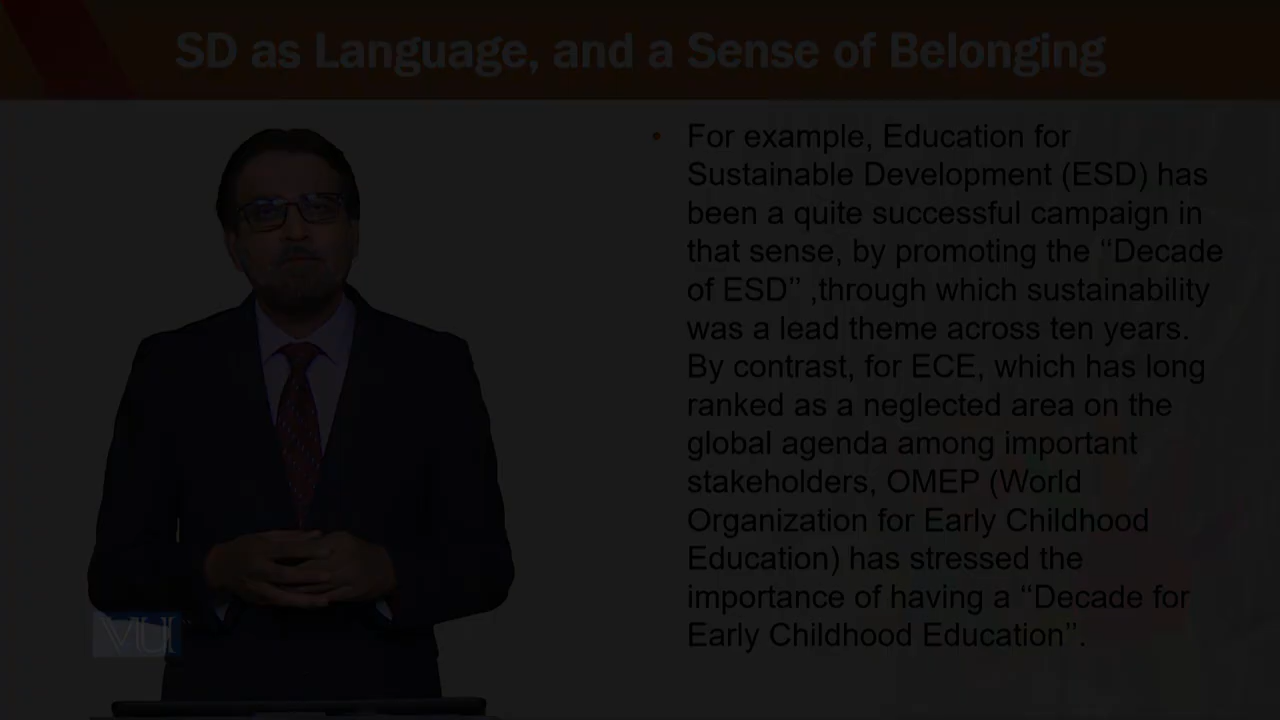 SD as Language, and a Sense of Belonging
• For example, Education for
Sustainable Development (ESD) has
been a quite successful campaign in
that sense, by promoting the “Decade
of ESD” ,through which sustainability
was a lead theme across ten years.
By contrast, for ECE, which has long
ranked as a neglected area on the
global agenda among important
stakeholders, OMEP (World
Organization for Early Childhood
Education) has stressed the
importance of having a “Decade for
Early Childhood Education”.
VU